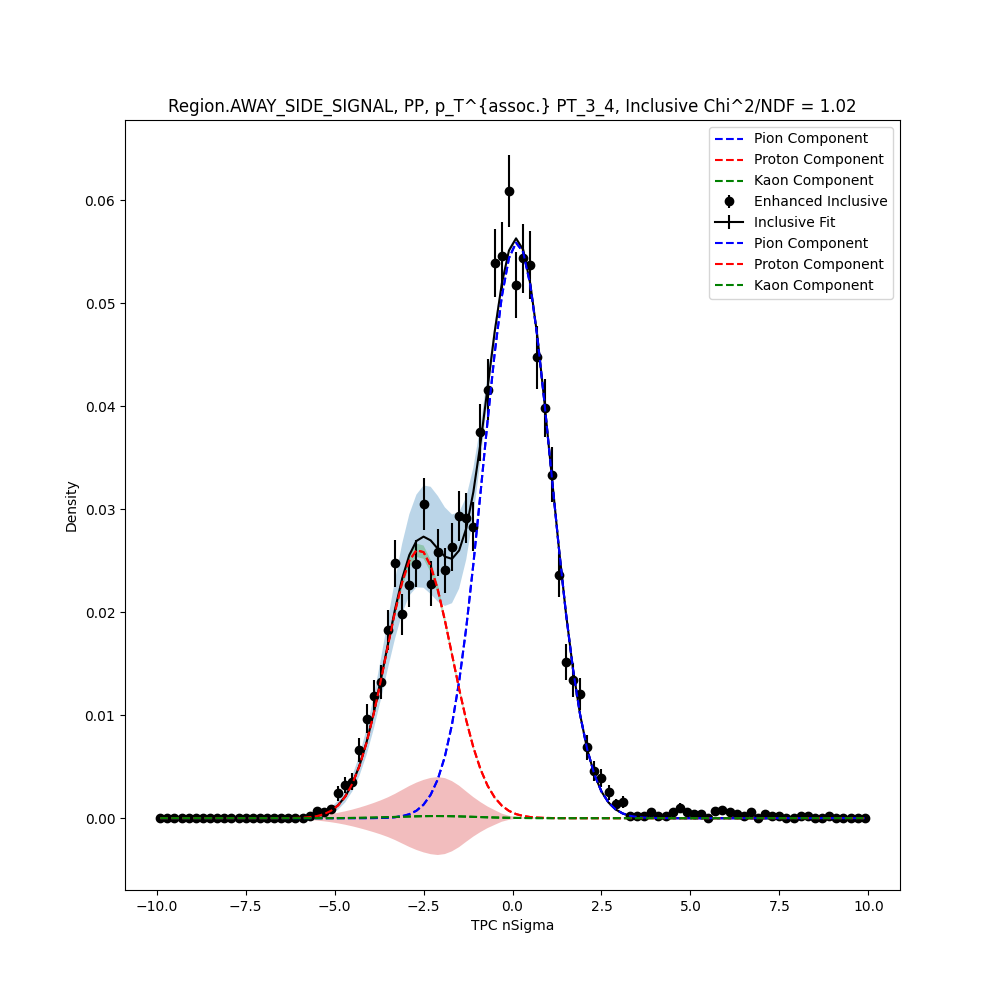 Region.AWAY_SIDE_SIGNAL, PP, p_T^{assoc.} PT_3_4, Inclusive Chi^2/NDF = 1.02
Pion Component
Proton Component
Kaon Component
Enhanced Inclusive
Inclusive Fit
Pion Component
Proton Component
Kaon Component
0.06
0.05
0.04
0.03
0.02
0.01
0.00
Density
−10.0 −7.5 −5.0 −2.5 0.0 2.5 5.0 7.5 10.0
TPC nSigma